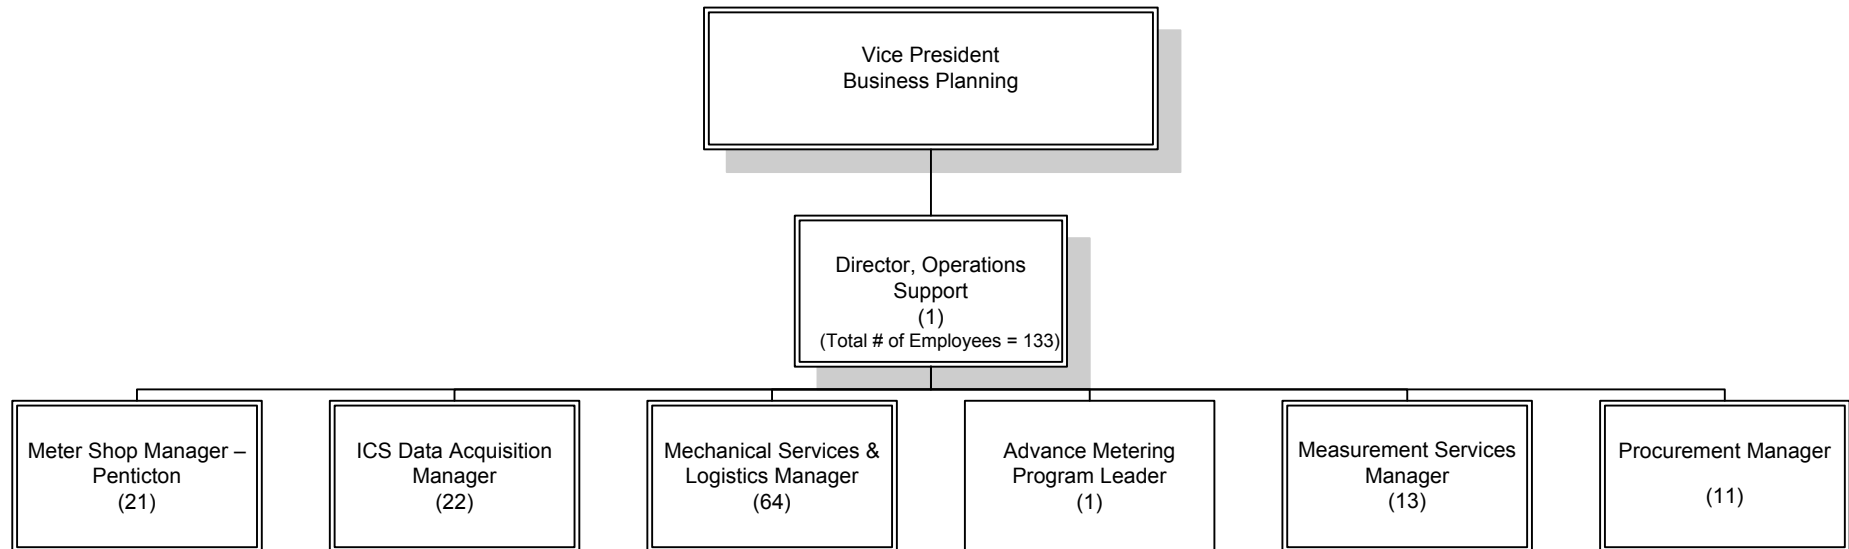 Vice President
Business Planning
Director, Operations
Support
(1)
(Total # of Employees = 133)
Meter Shop Manager –
Penticton
(21)
ICS Data Acquisition
Manager
(22)
Mechanical Services &
Logistics Manager
(64)
Advance Metering
Program Leader
(1)
Measurement Services
Manager
(13)
Procurement Manager
(11)